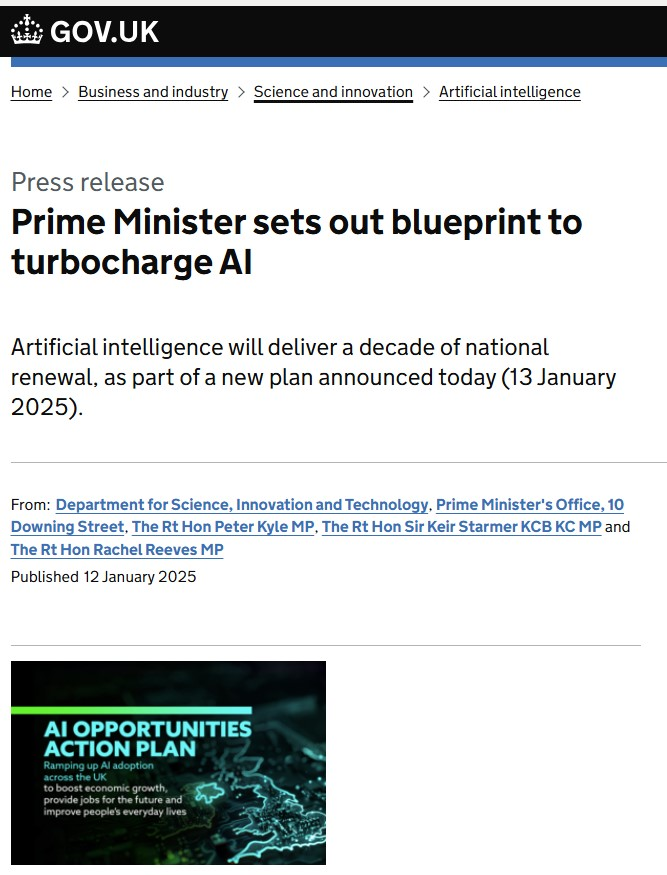 GOV.UK
Home > Business and industry > Science and innovation > Artificial intelligence
Press release
Prime Minister sets out blueprint to
turbocharge AI
Artificial intelligence will deliver a decade of national
renewal, as part of a new plan announced today (13 January
2025).
From: Department for Science, Innovation and Technology, Prime Minister's Office, 10
Downing Street, The Rt Hon Peter Kyle MP, The Rt Hon Sir Keir Starmer KCB KC MP and
The Rt Hon Rachel Reeves MP
Published 12 January 2025
AI OPPORTUNITIES
ACTION PLAN
Ramping up AI adoption
across the UK
to boost economic growth,
provide jobs for the future and
improve people's everyday lives